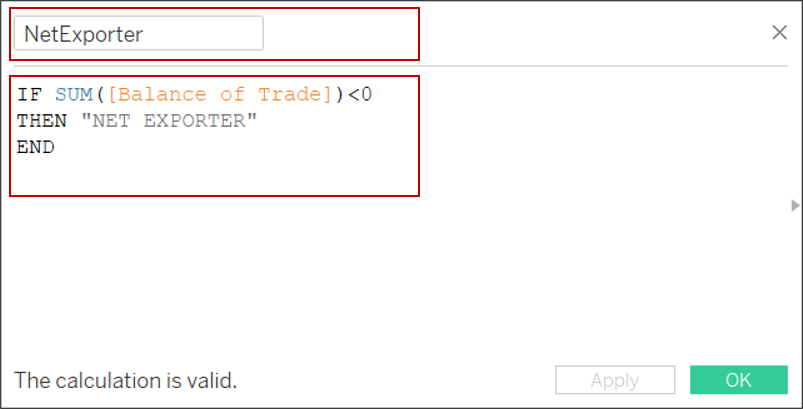 NetExporter
IF SUM([Balance of Trade])<0
THEN "NET EXPORTER"
END
The calculation is valid.
Apply
OK